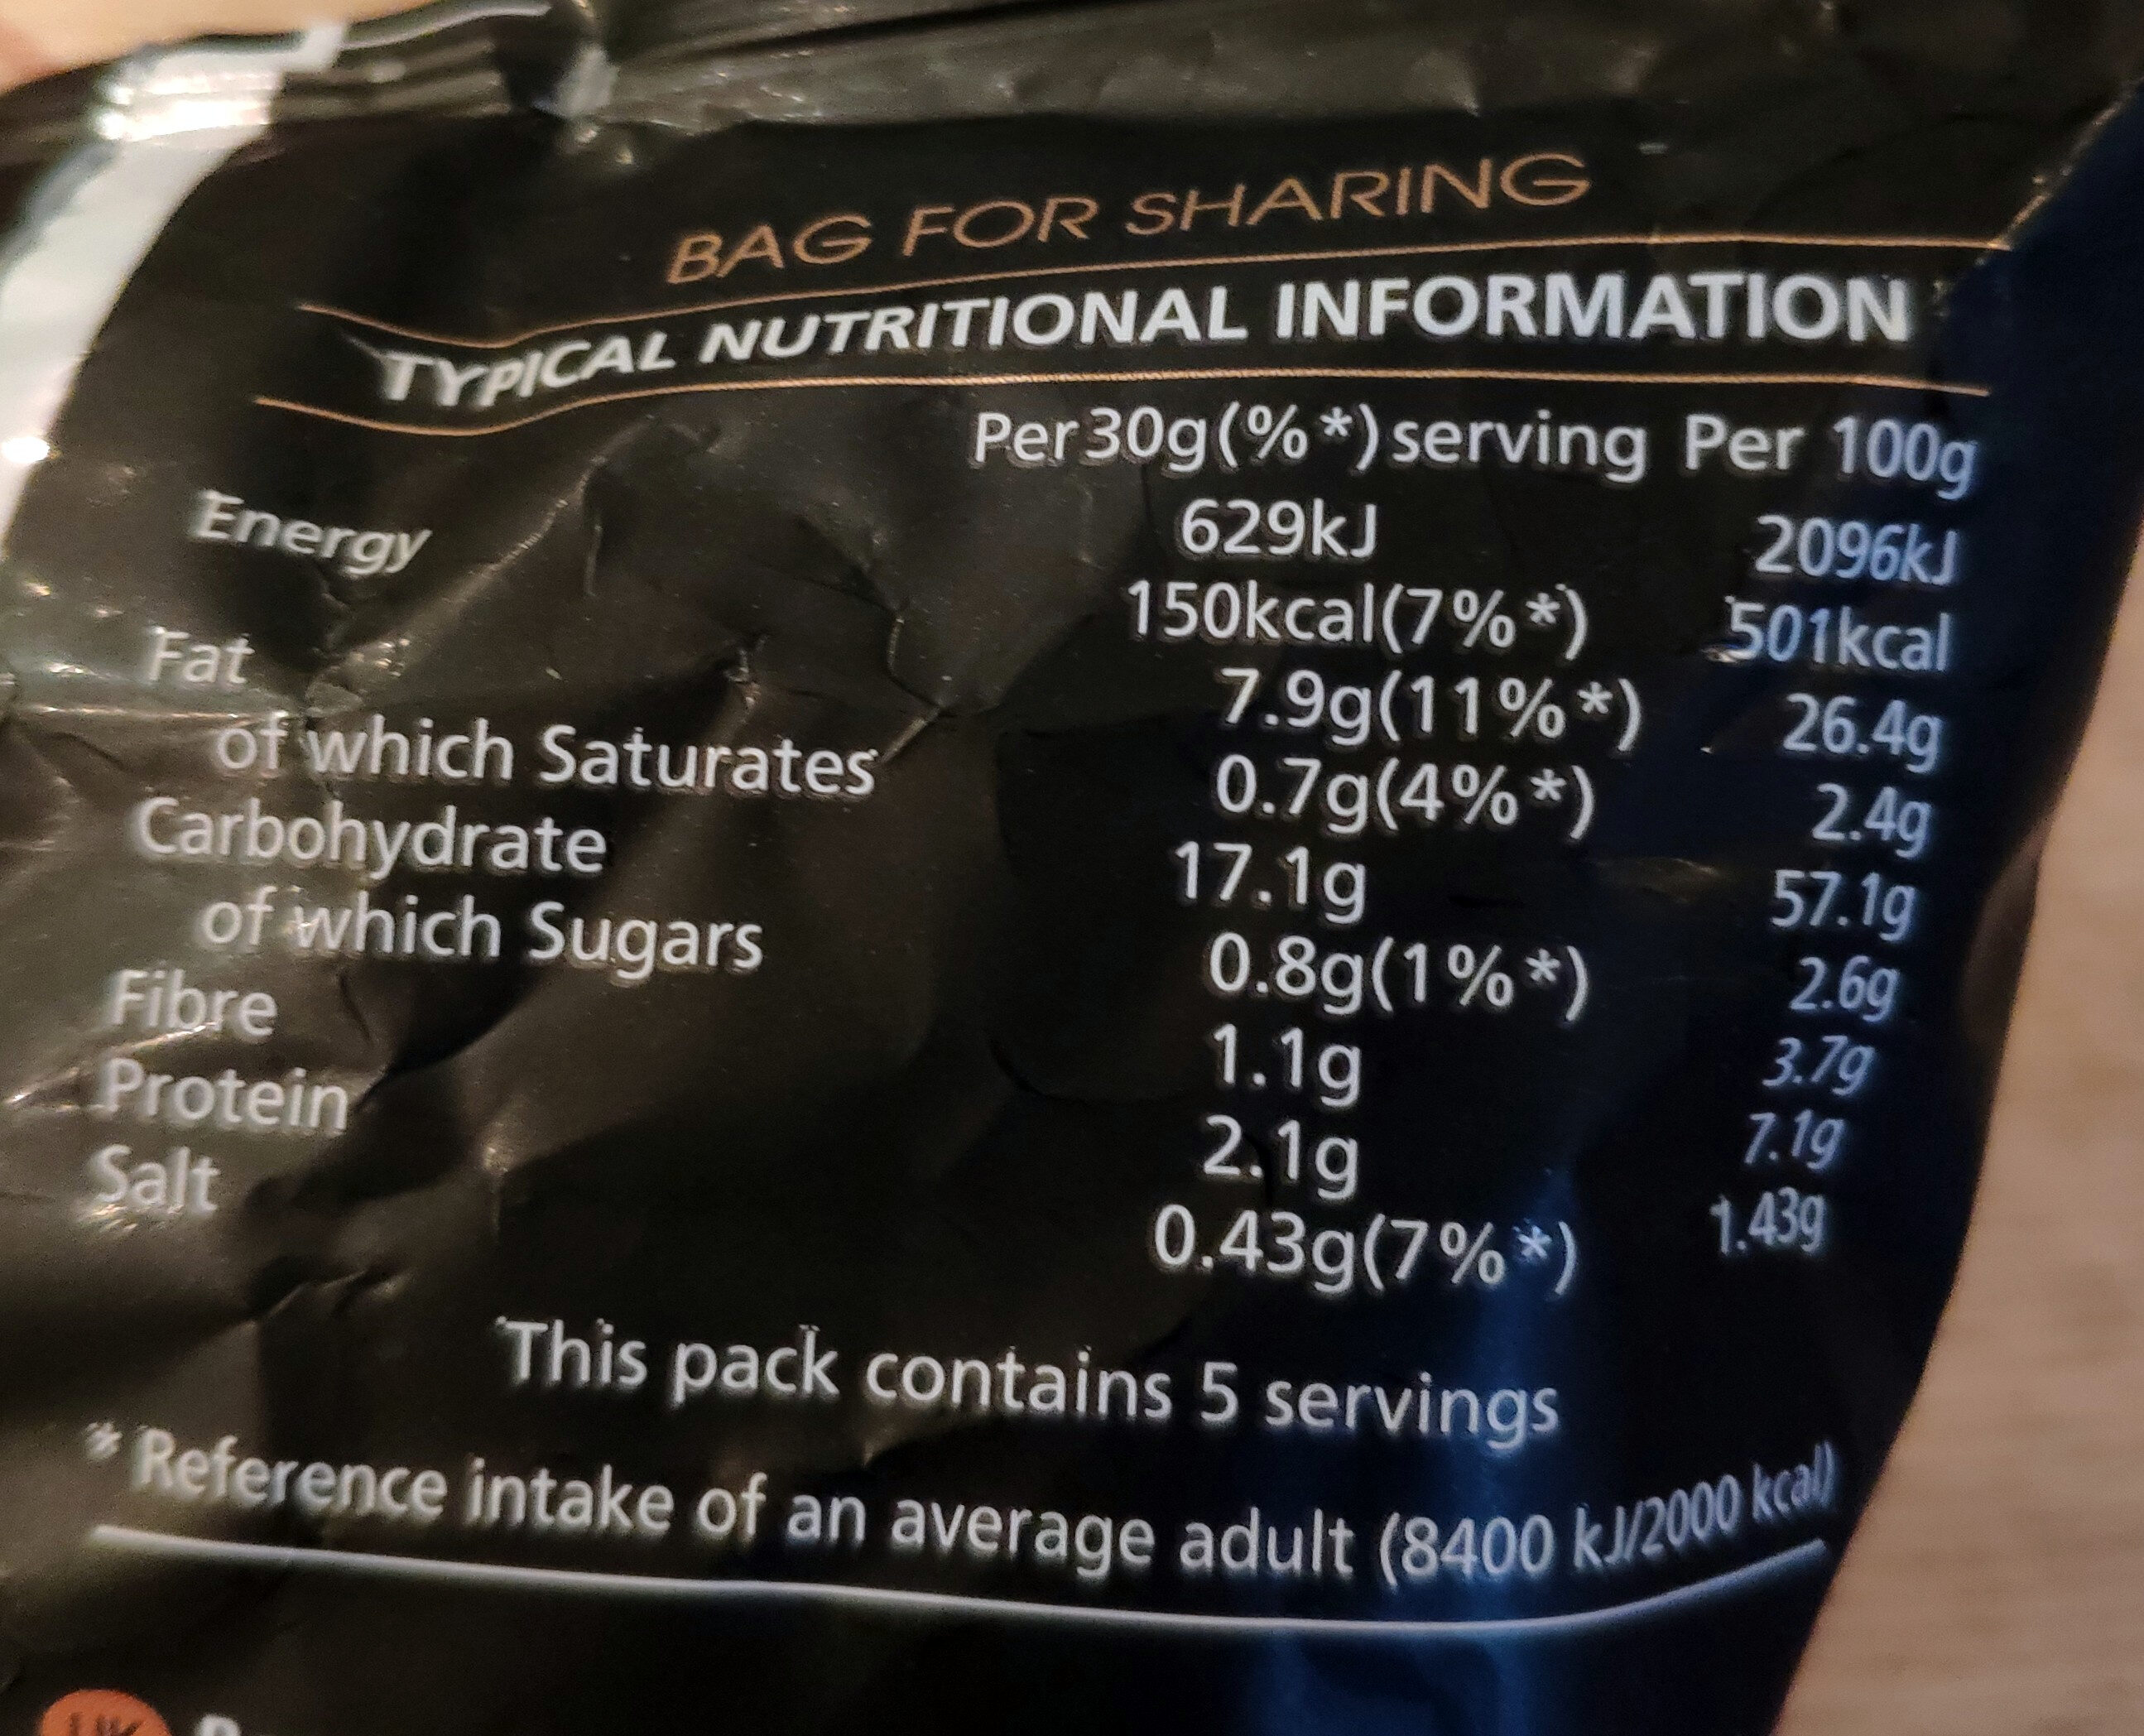 BAG FOR SHARING
TYPICAL NUTRITIONAL INFORMATION
Per 30g (%*) serving Per 100g
Energy 629kJ 2096kJ
150kcal(7%*) 501kcal
Fat 7.9g(11%*) 26.4g
of which Saturates 0.7g(4%*) 2.4g
Carbohydrate 17.1g 57.1g
of which Sugars 0.8g(1%*) 2.6g
Fibre 1.1g 3.7g
Protein 2.1g 7.1g
Salt 0.43g(7%*) 1.43g
This pack contains 5 servings
* Reference intake of an average adult (8400 kJ/2000 kcal)
UK